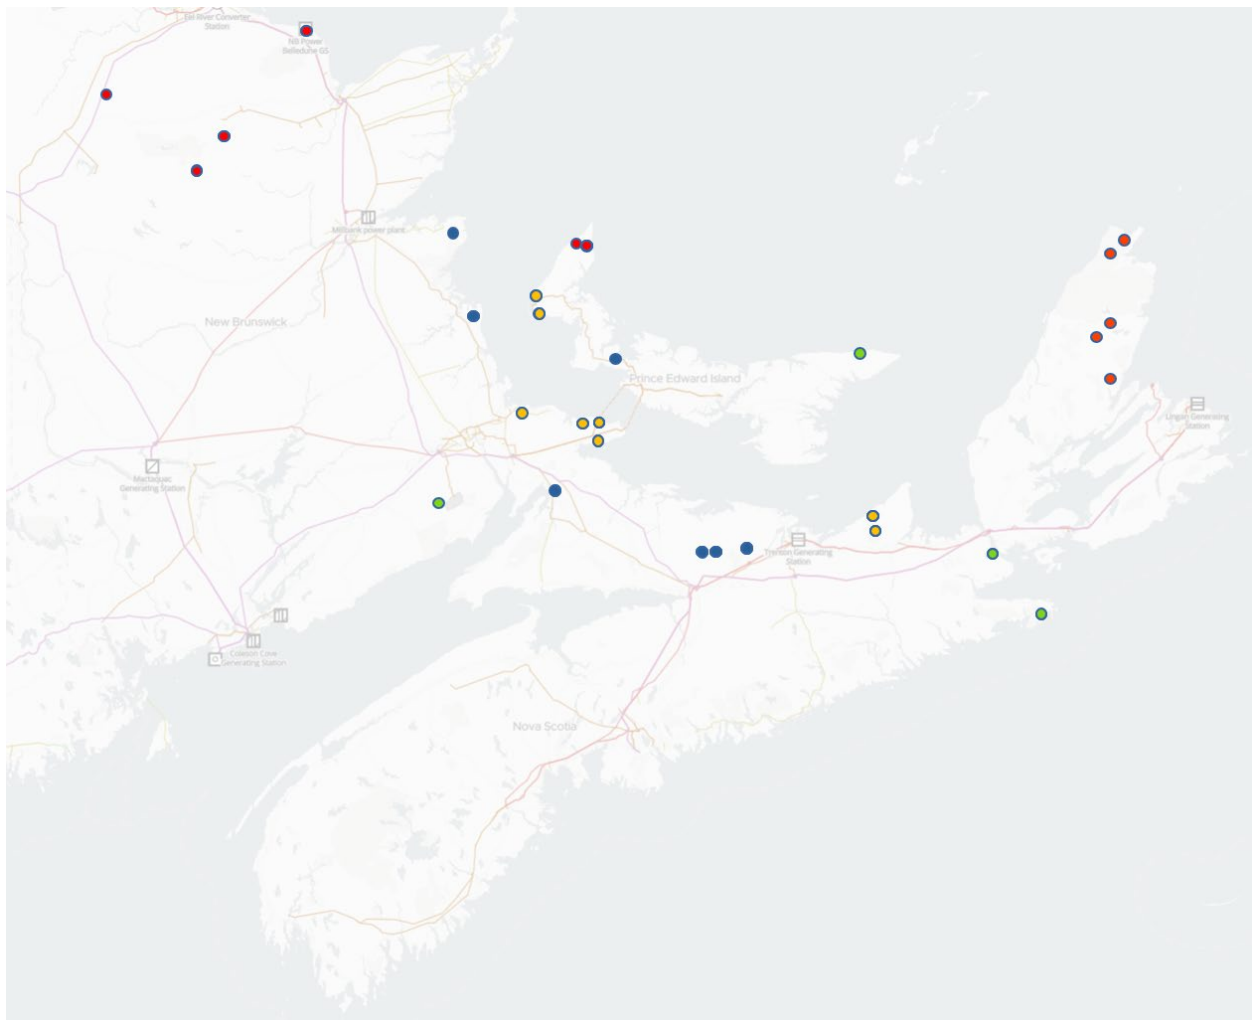 Eel River Converter
Station
NB Power
Belledune GS
Millbank power plant
New Brunswick
Prince Edward Island
Lingan Generating
Station
Mactaquac
Generating Station
Trenton Generating
Station
Coleson Cove
Generating Station
Nova Scotia